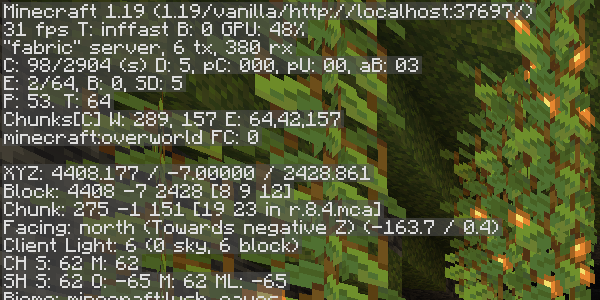 Minecraft 1.19 (1.19/vanilla/http://localhost:37697/)
31 fps T: inffast B: 0 GPU: 48%
"fabric" server, 6 tx, 380 rx
C: 98/2904 (s) D: 5, pC: 000, pU: 00, aB: 03
E: 2/64, B: 0, SD: 5
P: 53. T: 64
Chunks[C] W: 289, 157 E: 64,42,157
minecraft:overworld FC: 0
XYZ: 4408.177 / -7.00000 / 2428.861
Block: 4408 -7 2428 [8 9 12]
Chunk: 275 -1 151 [19 23 in r.8.4.mca]
Facing: north (Towards negative Z) (-163.7 / 0.4)
Client Light: 6 (0 sky, 6 block)
CH S: 62 M: 62
SH S: 62 O: -65 M: 62 ML: -65
Biome: minecraft:lush_caves